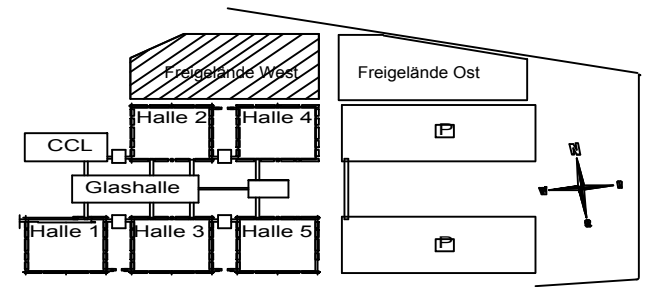 Freigelände West
Freigelände Ost
Halle 2
Halle 4
P
CCL
Glashalle
N
Halle 1
Halle 3
Halle 5
P